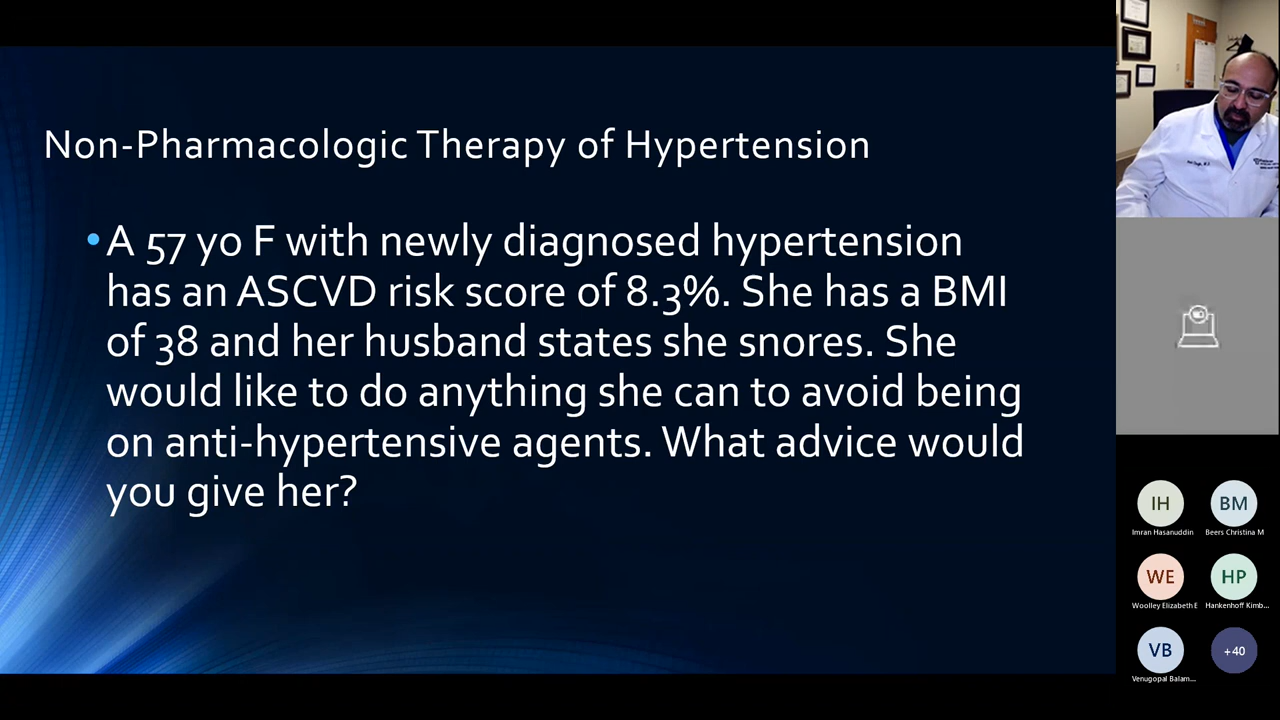 Non-Pharmacologic Therapy of Hypertension
• A 57 yo F with newly diagnosed hypertension
has an ASCVD risk score of 8.3%. She has a BMI
of 38 and her husband states she snores. She
would like to do anything she can to avoid being
on anti-hypertensive agents. What advice would
you give her?
IH
BM
Imran Hasanuddin
Beers Christina M
WE
HP
Woolley Elizabeth E
Hankenhoff Kimb...
VB
+40
Venugopal Balam...